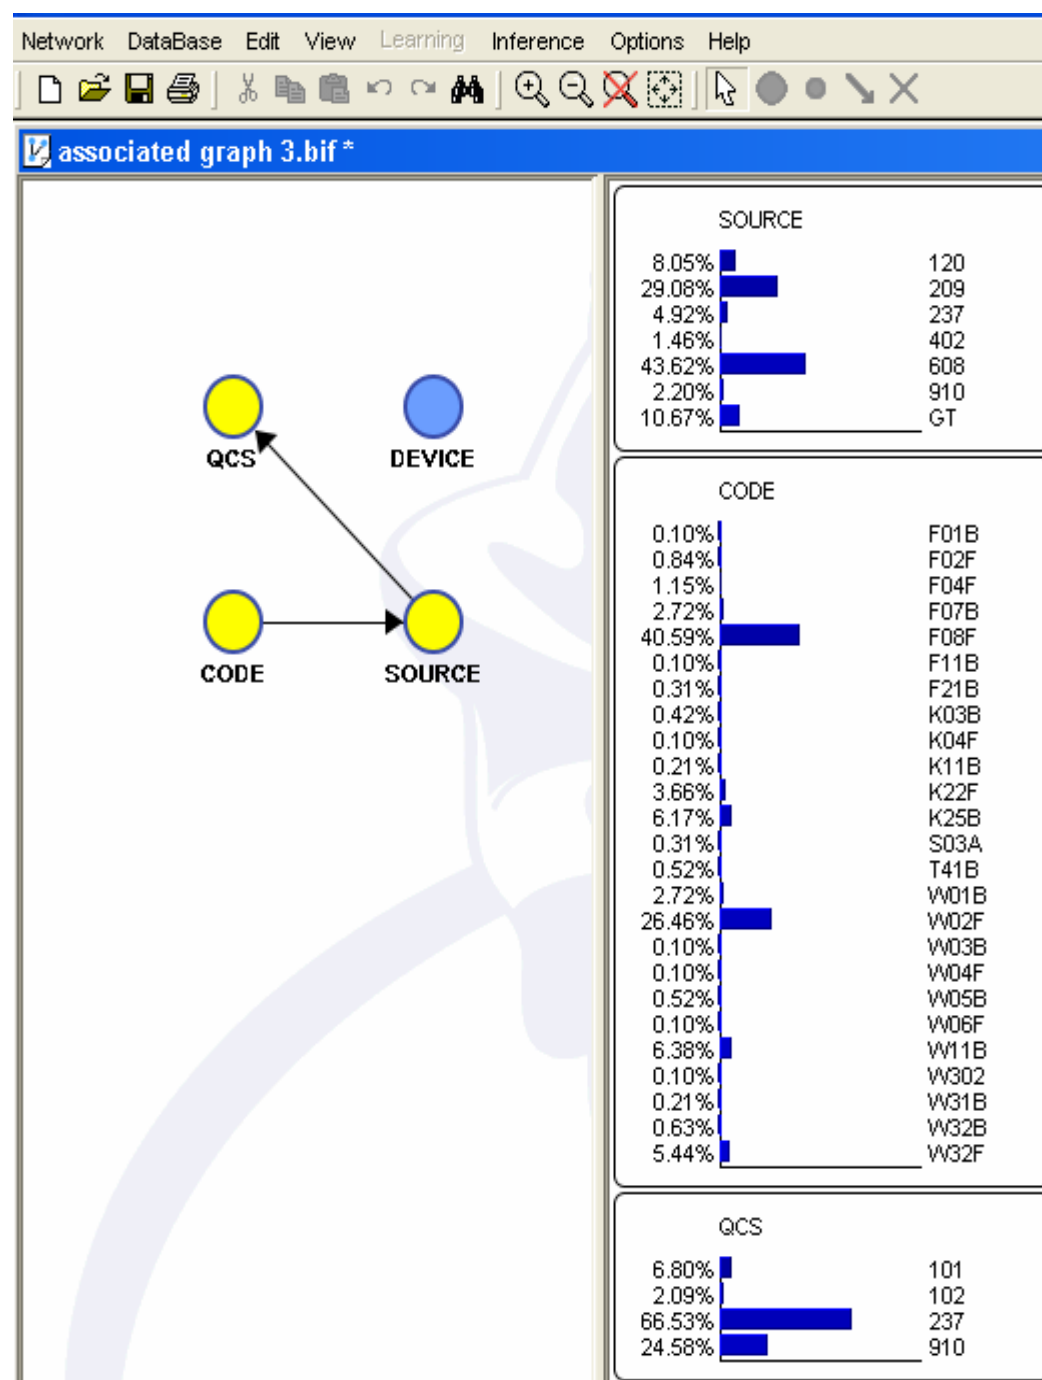 Network DataBase Edit View Learning Inference Options Help
associated graph 3.bif *
QCS
DEVICE
CODE
SOURCE
SOURCE
8.05% 120
29.08% 209
4.92% 237
1.46% 402
43.62% 608
2.20% 910
10.67% GT
CODE
0.10% F01B
0.84% F02F
1.15% F04F
2.72% F07B
40.59% F08F
0.10% F11B
0.31% F21B
0.42% K03B
0.10% K04F
0.21% K11B
3.66% K22F
6.17% K25B
0.31% S03A
0.52% T41B
2.72% W01B
26.46% W02F
0.10% W03B
0.10% W04F
0.52% W05B
0.10% W06F
6.38% W11B
0.10% W302
0.21% W31B
0.63% W32B
5.44% W32F
QCS
6.80% 101
2.09% 102
66.53% 237
24.58% 910